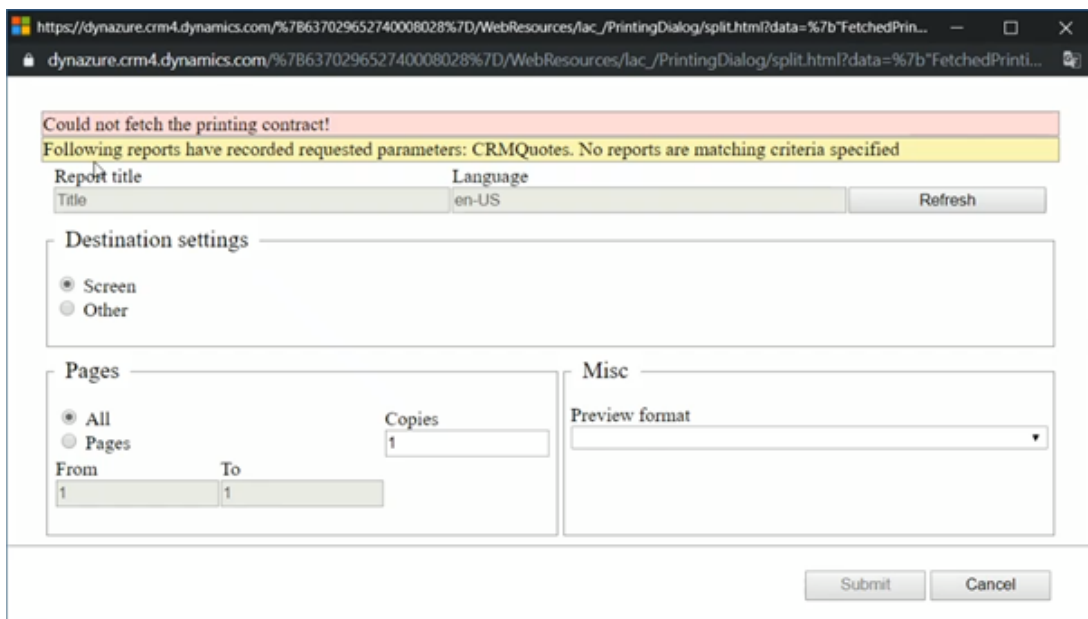 https://dynazure.crm4.dynamics.com/%7B637029652740008028%7D/WebResources/lac_/PrintingDialog/split.html?data=%7b"FetchedPrin...
dynazure.crm4.dynamics.com/%7B637029652740008028%7D/WebResources/lac_/PrintingDialog/split.html?data=%7b"FetchedPrinti...
Could not fetch the printing contract!
Following reports have recorded requested parameters: CRMQuotes. No reports are matching criteria specified
Report title Language
Title en-US Refresh
Destination settings
Screen
Other
Pages Misc
All Copies Preview format
Pages 1
From To
1 1
Submit Cancel